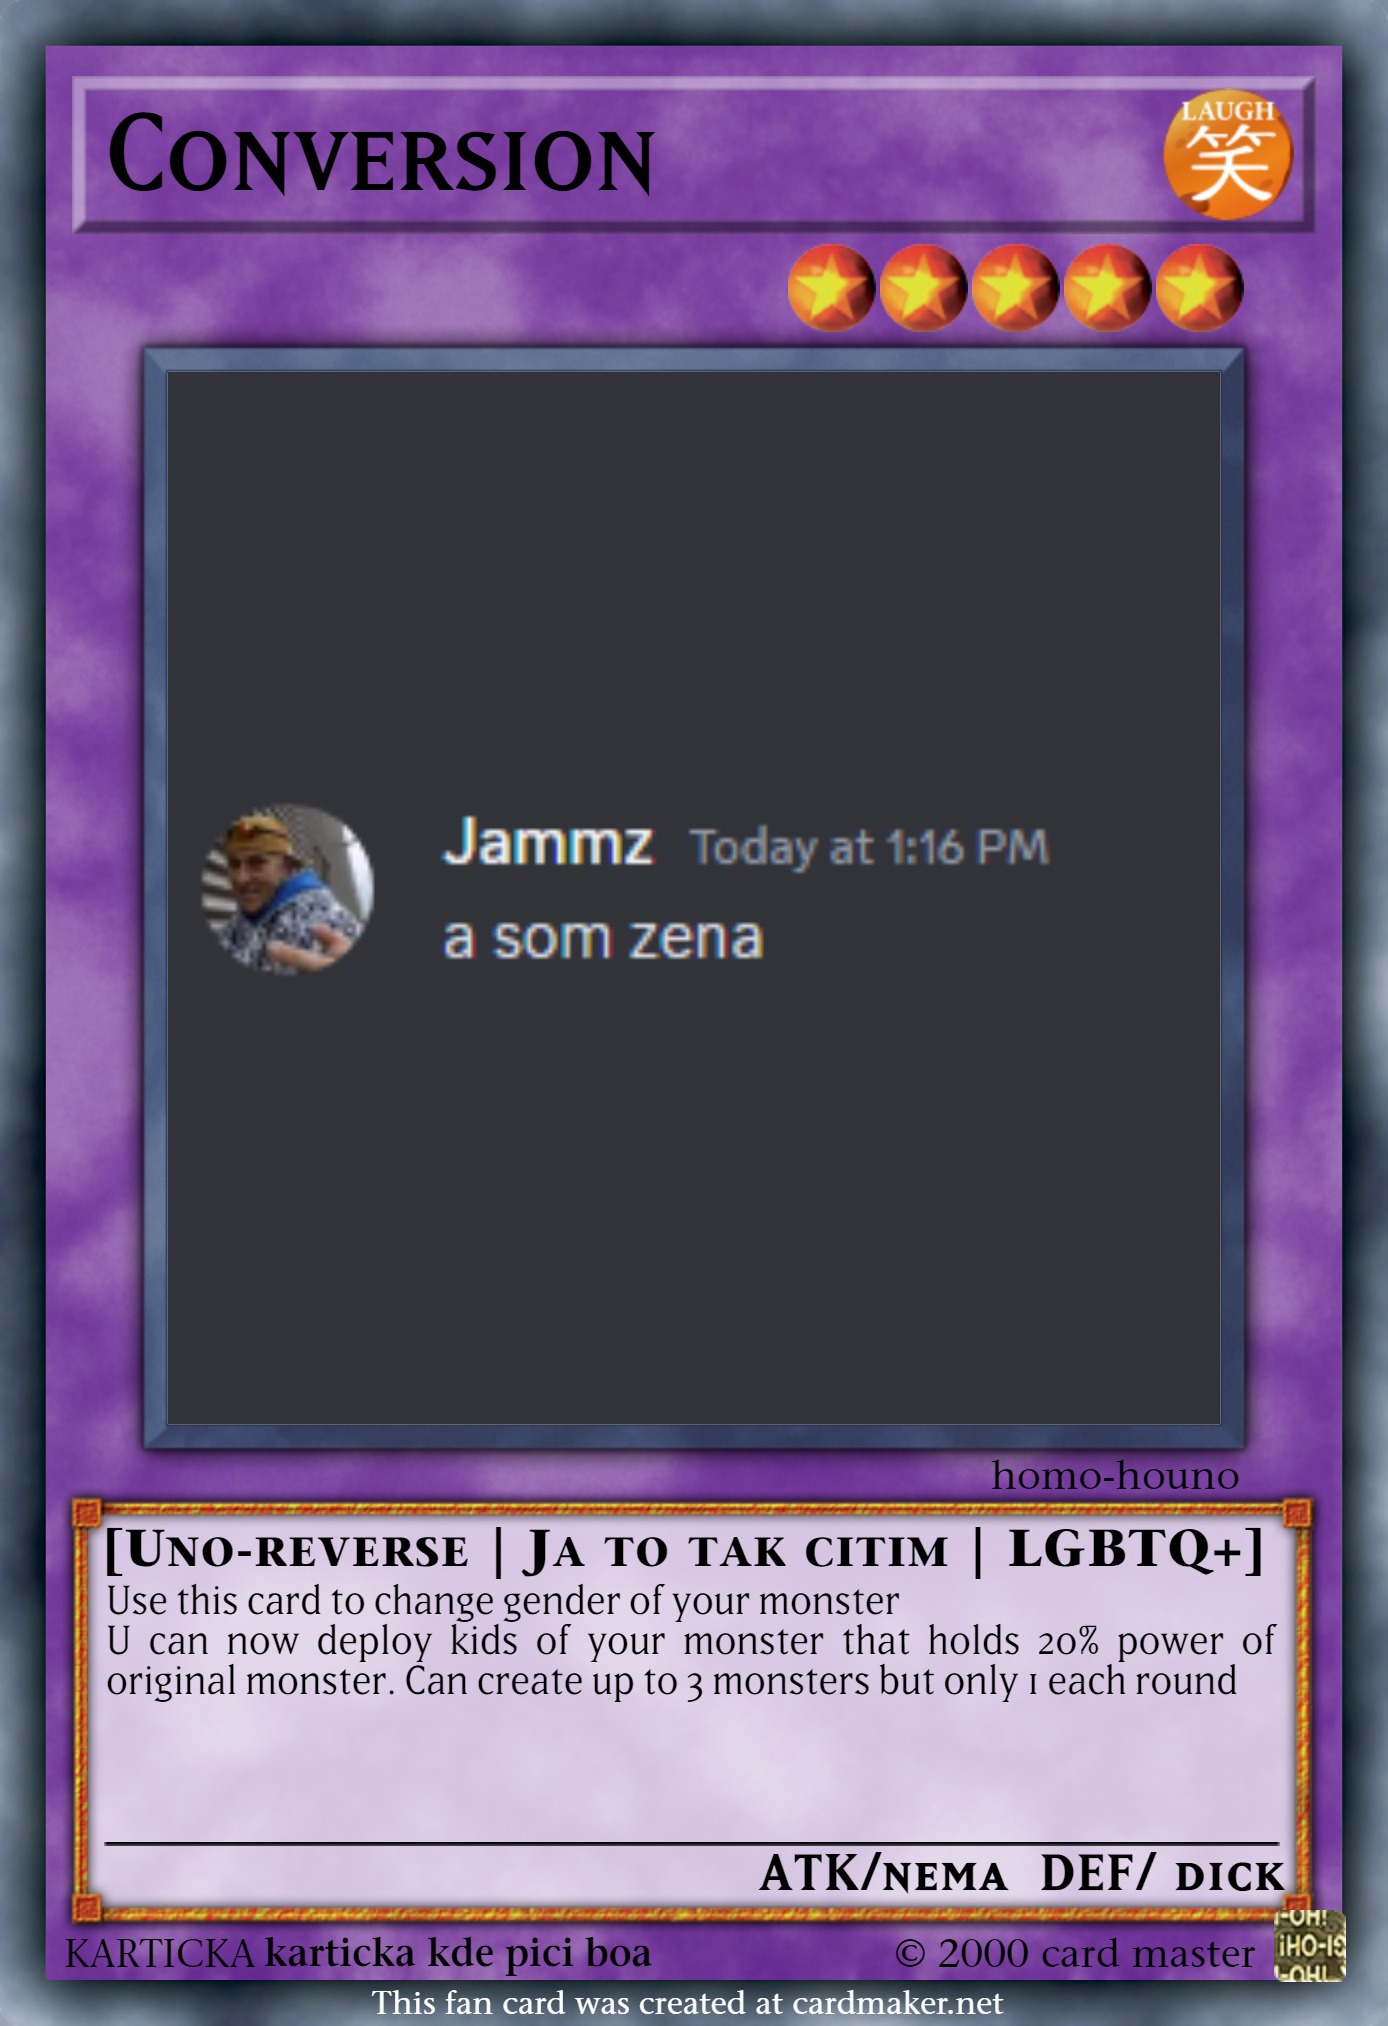 Conversion
LAUGH
笑
Jammz Today at 1:16 PM
a som zena
homo-houno
[Uno-reverse | Ja to tak citim | LGBTQ+]
Use this card to change gender of your monster
U can now deploy kids of your monster that holds 20% power of
original monster. Can create up to 3 monsters but only 1 each round
ATK/nema DEF/ dick
KARTICKA karticka kde pici boa
© 2000 card master
This fan card was created at cardmaker.net